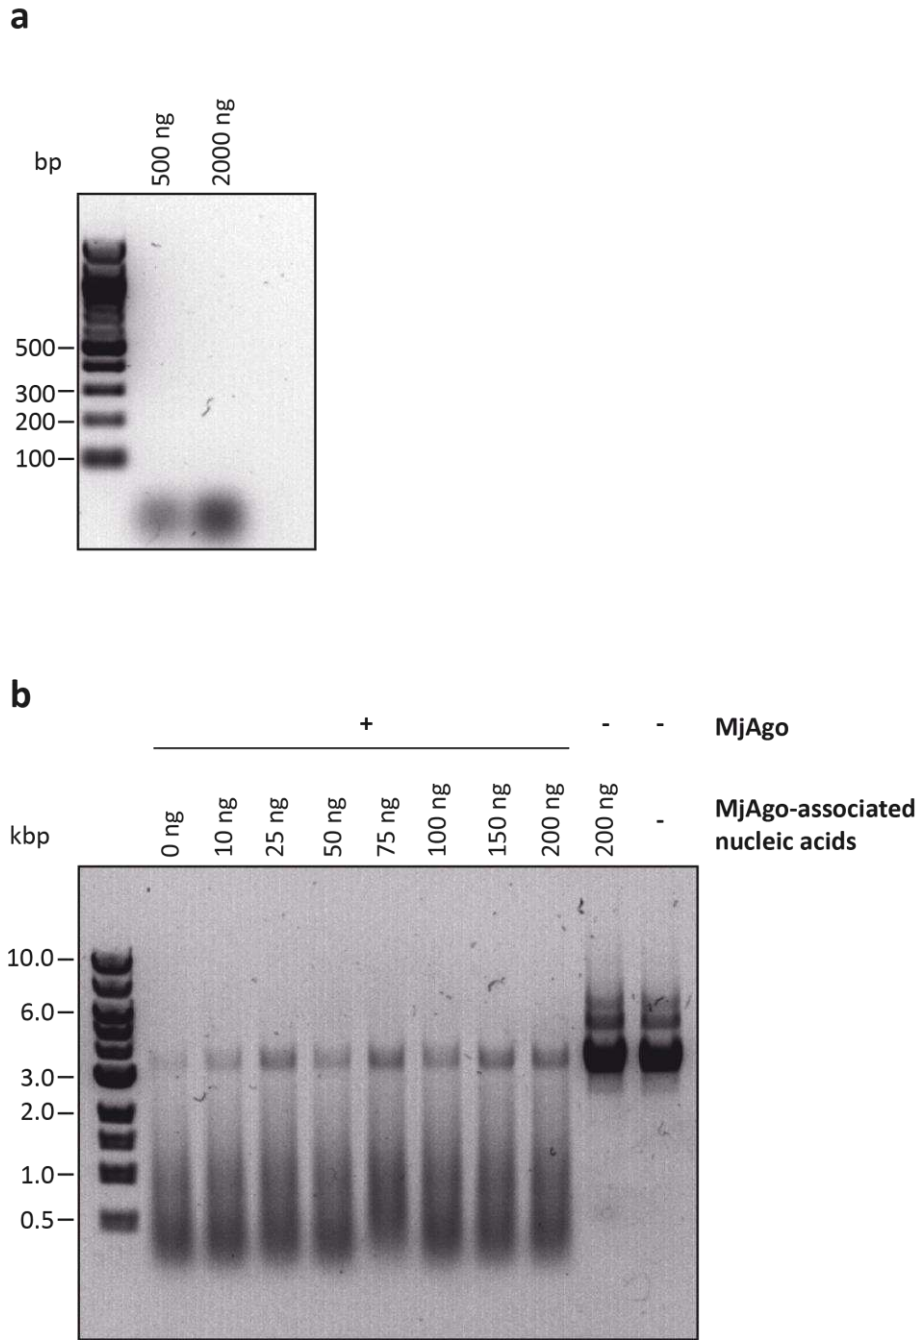 a
bp
500 ng
2000 ng
500
300
200
100
b
+ - - MjAgo
kbp
0 ng 10 ng 25 ng 50 ng 75 ng 100 ng 150 ng 200 ng 200 ng - MjAgo-associated
nucleic acids
10.0
6.0
3.0
2.0
1.0
0.5